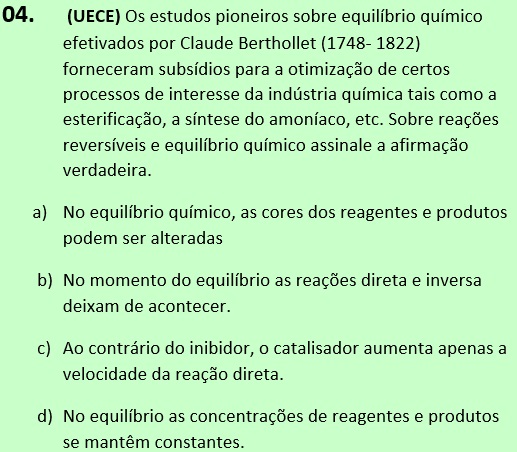 04. (UECE) Os estudos pioneiros sobre equilíbrio químico
efetivados por Claude Berthollet (1748- 1822)
forneceram subsídios para a otimização de certos
processos de interesse da indústria química tais como a
esterificação, a síntese do amoníaco, etc. Sobre reações
reversíveis e equilíbrio químico assinale a afirmação
verdadeira.
a) No equilíbrio químico, as cores dos reagentes e produtos
podem ser alteradas
b) No momento do equilíbrio as reações direta e inversa
deixam de acontecer.
c) Ao contrário do inibidor, o catalisador aumenta apenas a
velocidade da reação direta.
d) No equilíbrio as concentrações de reagentes e produtos
se mantêm constantes.